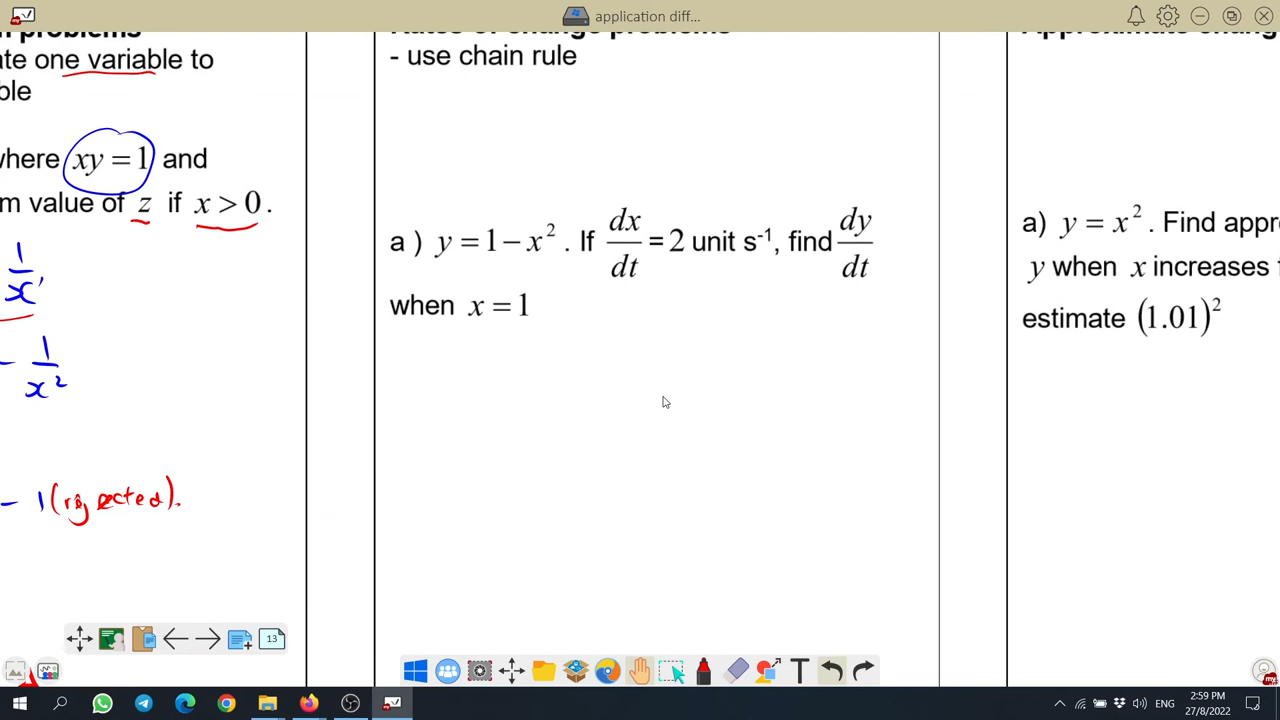 application diff...
ate one variable to
ble
where xy = 1 and
m value of z if x > 0 .
1/x,
- 1/x²
- 1 (rejected).
- use chain rule
a ) y = 1 − x² . If dx/dt = 2 unit s⁻¹, find dy/dt
when x = 1
a) y = x² . Find appr
y when x increases
estimate (1.01)²
13
T
ENG
2:59 PM
27/8/2022